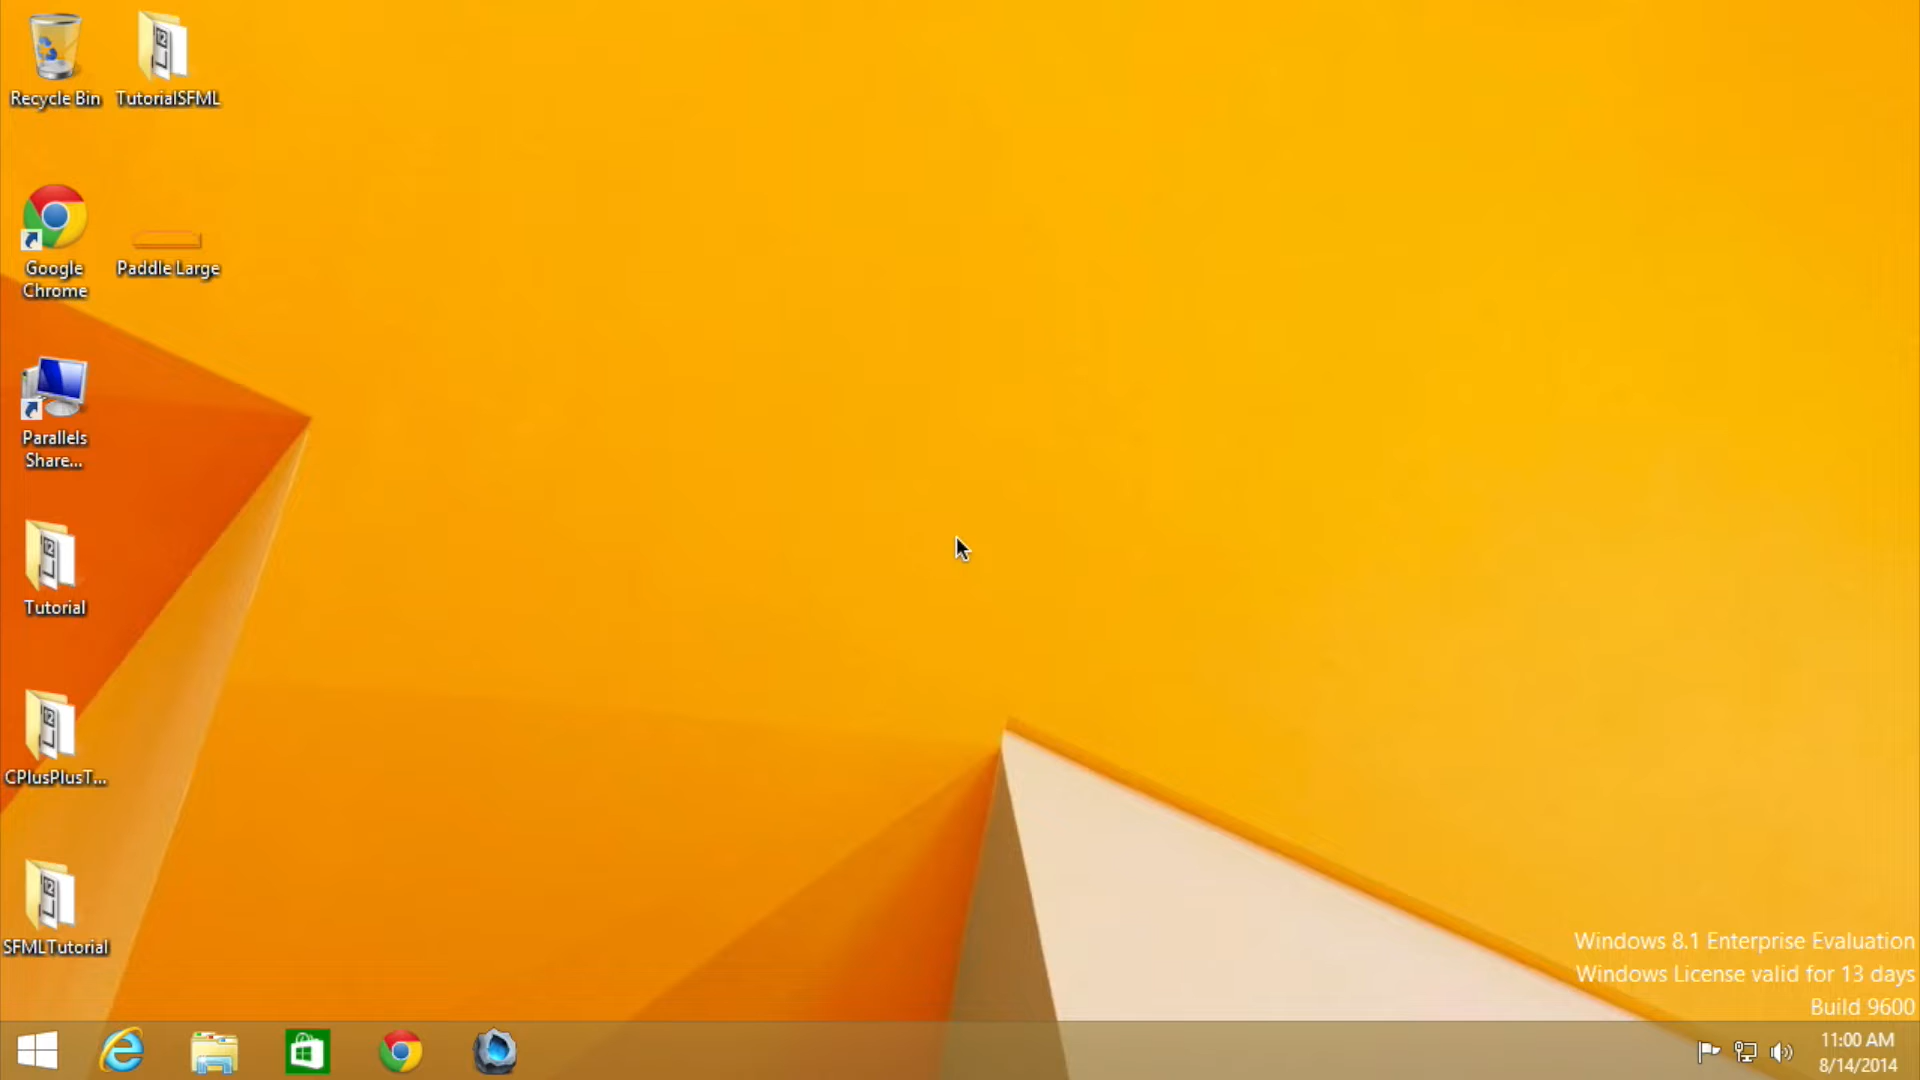 Recycle Bin
TutorialSFML
Google
Chrome
Paddle Large
Parallels
Share...
Tutorial
CPlusPlusT...
SFMLTutorial
Windows 8.1 Enterprise Evaluation
Windows License valid for 13 days
Build 9600
11:00 AM
8/14/2014